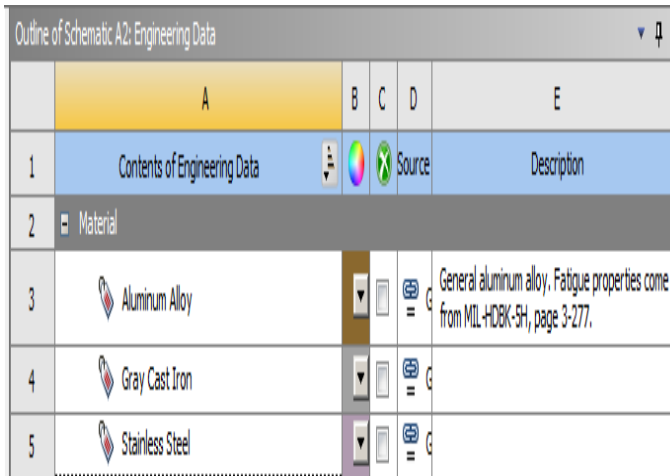 Outline of Schematic A2: Engineering Data
A B C D E
1 Contents of Engineering Data Source Description
2 Material
3 Aluminum Alloy G General aluminum alloy. Fatigue properties come
from MIL-HDBK-5H, page 3-277.
4 Gray Cast Iron G
5 Stainless Steel G